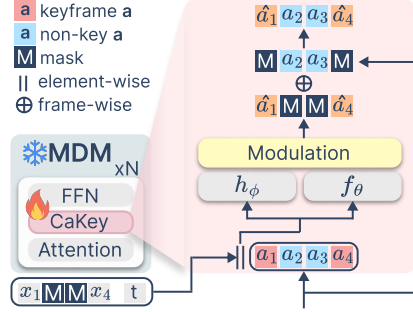 a keyframe a
a non-key a
M mask
|| element-wise
⊕ frame-wise
MDM xN
FFN
CaKey
Attention
x₁ M M x₄ t
â₁ a₂ a₃ â₄
M a₂ a₃ M
⊕
â₁ M M â₄
Modulation
hϕ fθ
|| a₁ a₂ a₃ a₄